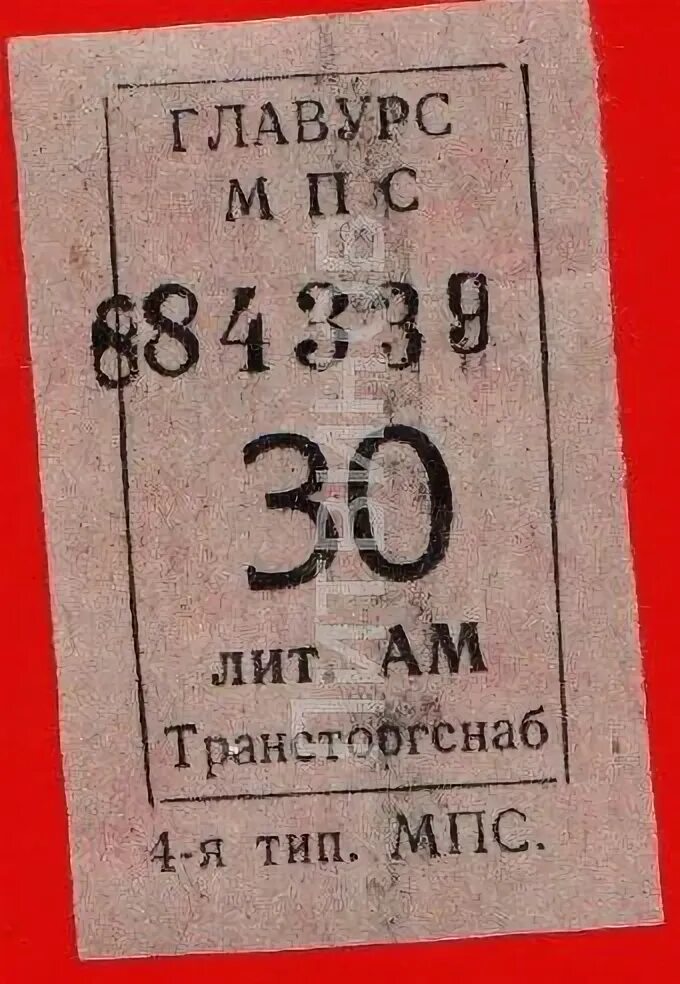 ГЛАВУРС
МПС
884339
30
лит. АМ
Трансторгснаб
4-я тип. МПС.